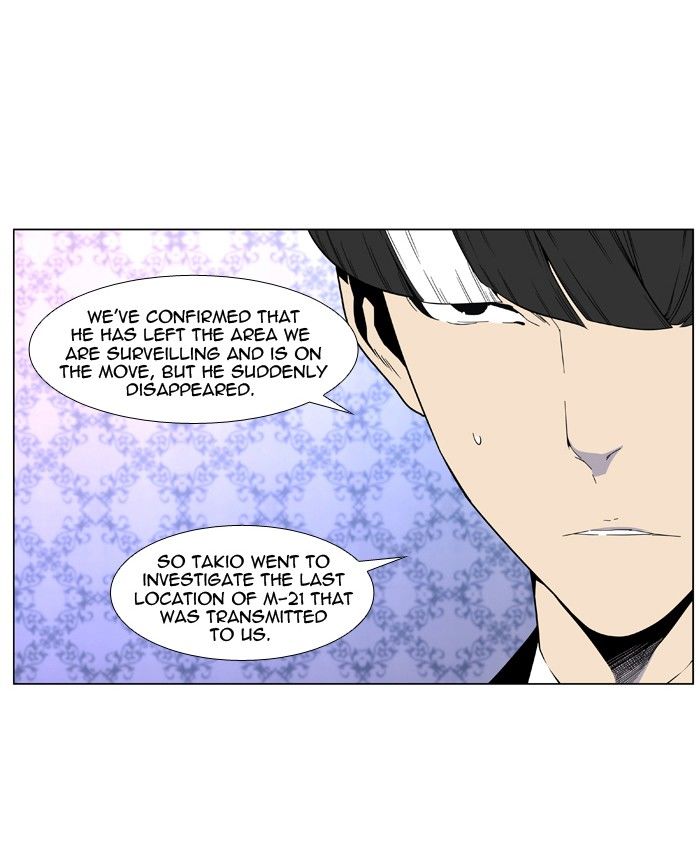 WE'VE CONFIRMED THAT
HE HAS LEFT THE AREA WE
ARE SURVEILLING AND IS ON
THE MOVE, BUT HE SUDDENLY
DISAPPEARED.
SO TAKIO WENT TO
INVESTIGATE THE LAST
LOCATION OF M-21 THAT
WAS TRANSMITTED
TO US.